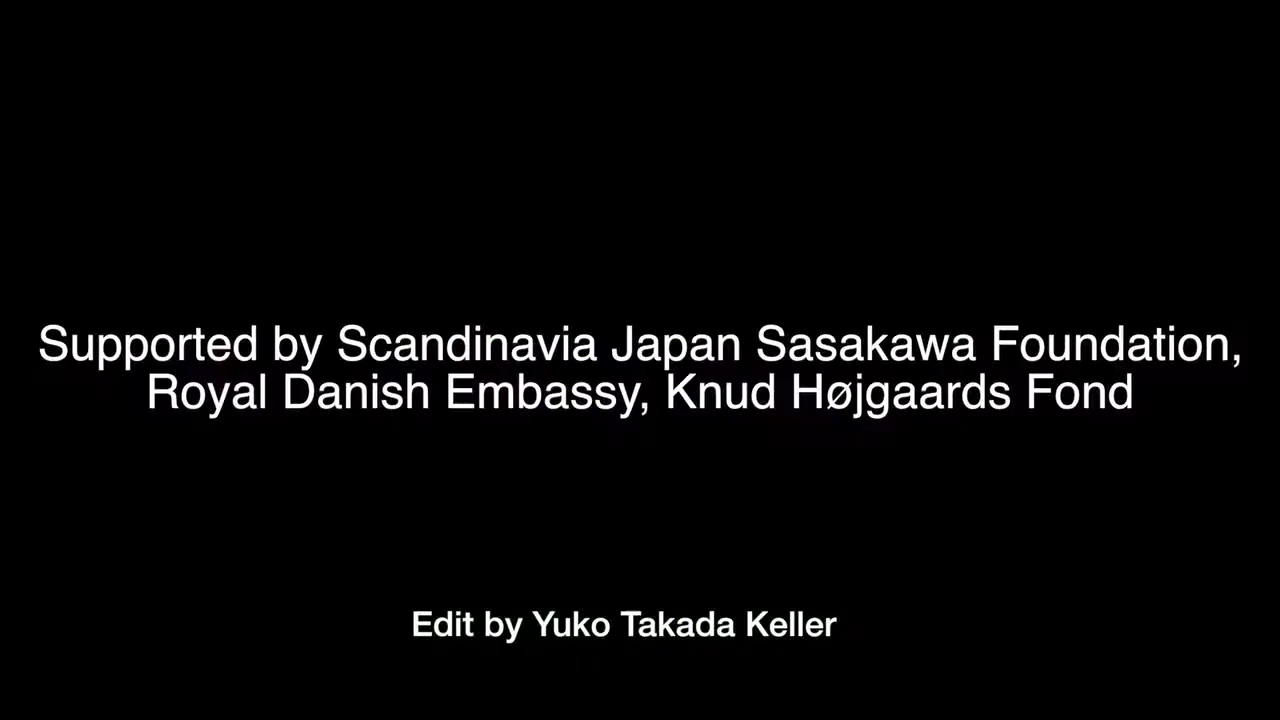 Supported by Scandinavia Japan Sasakawa Foundation,
Royal Danish Embassy, Knud Højgaards Fond
Edit by Yuko Takada Keller